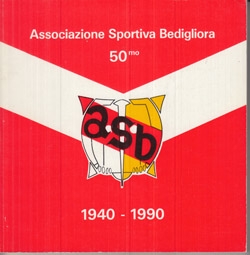 Associazione Sportiva Bedigliora
50mo
asb
1940 - 1990